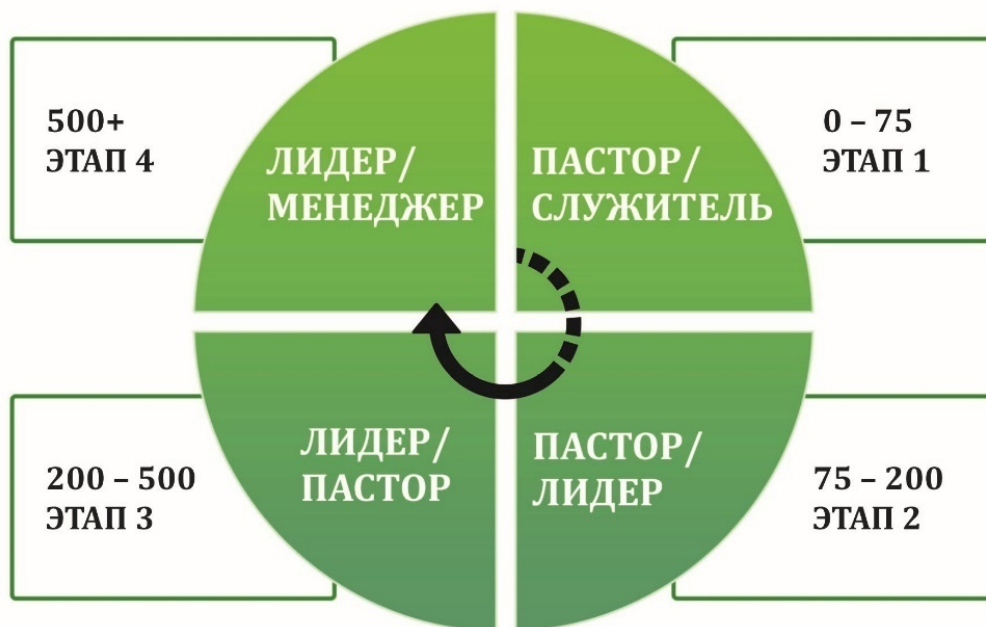 500+
ЭТАП 4
ЛИДЕР/
МЕНЕДЖЕР
ПАСТОР/
СЛУЖИТЕЛЬ
0 – 75
ЭТАП 1
200 – 500
ЭТАП 3
ЛИДЕР/
ПАСТОР
ПАСТОР/
ЛИДЕР
75 – 200
ЭТАП 2